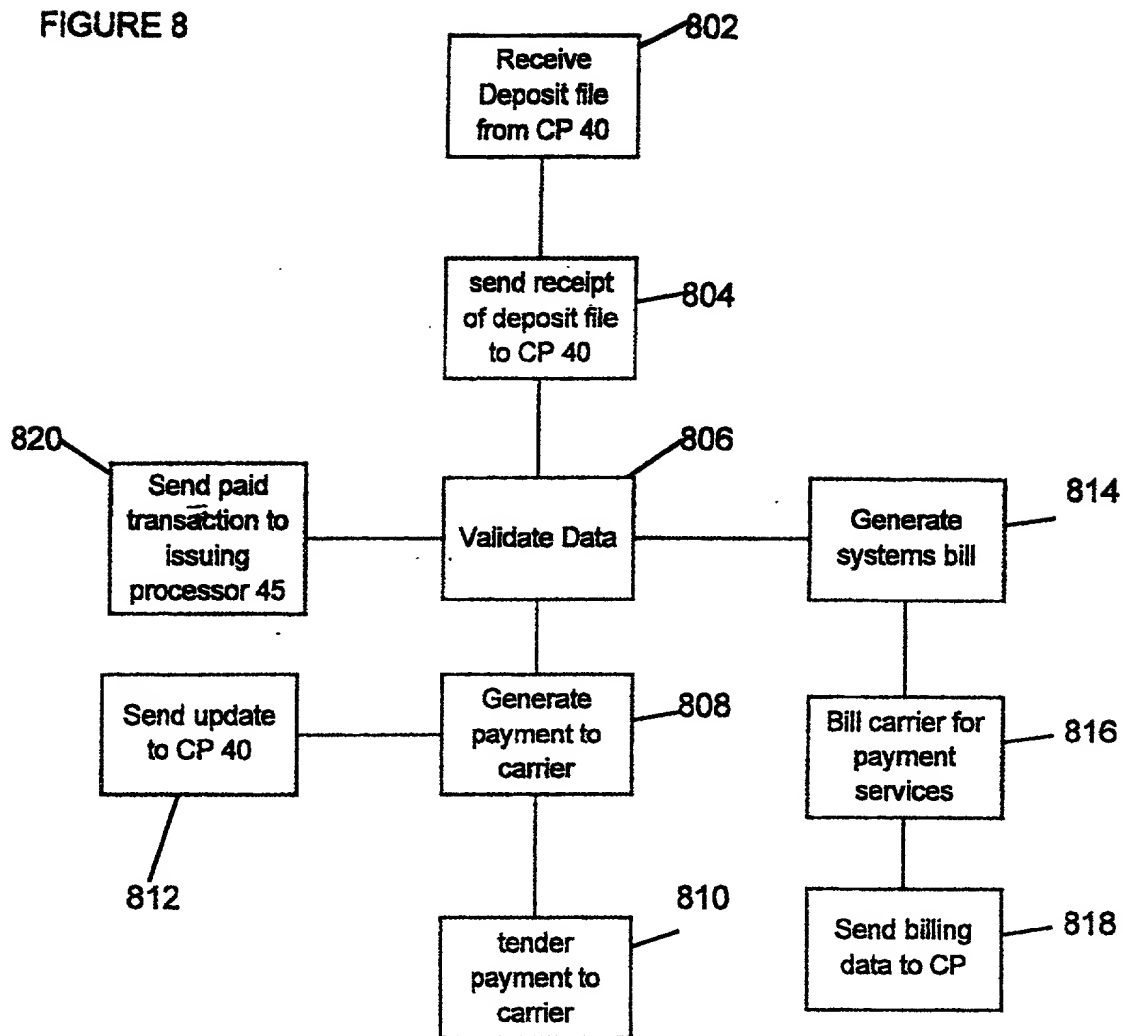 FIGURE 8
802
Receive
Deposit file
from CP 40
send receipt
of deposit file
to CP 40
804
820
806
Send paid
transaction to
issuing
processor 45
Validate Data
Generate
systems bill
814
Send update
to CP 40
Generate
payment to
carrier
808
Bill carrier for
payment
services
816
812
810
tender
payment to
carrier
Send billing
data to CP
818